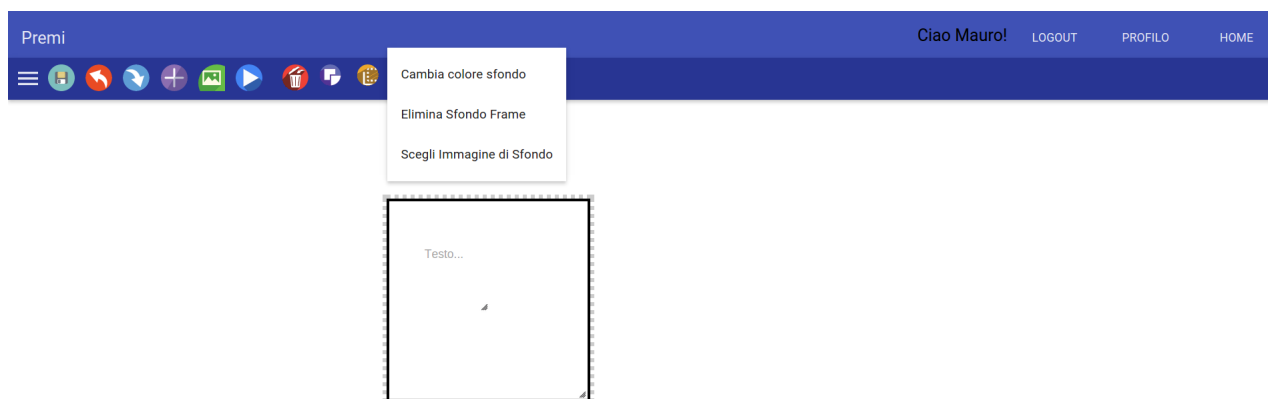 Premi
Ciao Mauro! LOGOUT PROFILO HOME
Cambia colore sfondo
Elimina Sfondo Frame
Scegli Immagine di Sfondo
Testo...